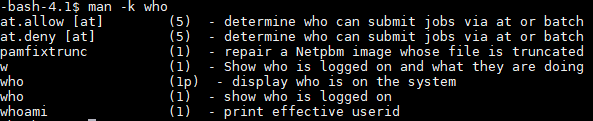 -bash-4.1$ man -k who
at.allow [at] (5) - determine who can submit jobs via at or batch
at.deny [at] (5) - determine who can submit jobs via at or batch
pamfixtrunc (1) - repair a Netpbm image whose file is truncated
w (1) - Show who is logged on and what they are doing
who (1p) - display who is on the system
who (1) - show who is logged on
whoami (1) - print effective userid